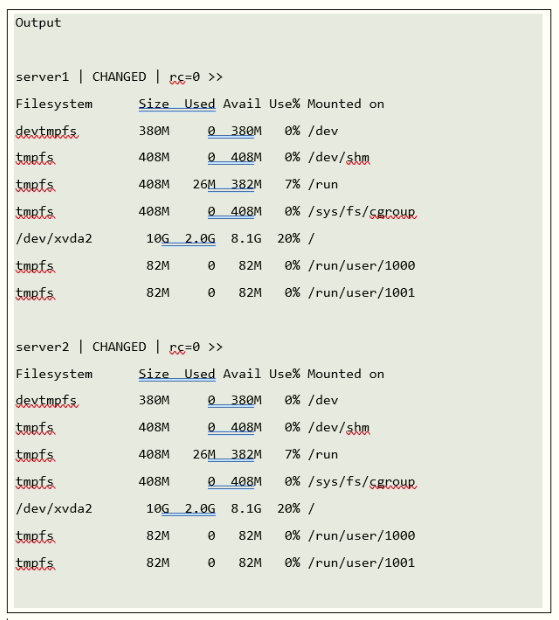 Output
server1 | CHANGED | rc=0 >>
Filesystem      Size  Used Avail Use% Mounted on
devtmpfs        380M     0  380M   0% /dev
tmpfs           408M     0  408M   0% /dev/shm
tmpfs           408M   26M  382M   7% /run
tmpfs           408M     0  408M   0% /sys/fs/cgroup
/dev/xvda2       10G  2.0G  8.1G  20% /
tmpfs            82M     0   82M   0% /run/user/1000
tmpfs            82M     0   82M   0% /run/user/1001
server2 | CHANGED | rc=0 >>
Filesystem      Size  Used Avail Use% Mounted on
devtmpfs        380M     0  380M   0% /dev
tmpfs           408M     0  408M   0% /dev/shm
tmpfs           408M   26M  382M   7% /run
tmpfs           408M     0  408M   0% /sys/fs/cgroup
/dev/xvda2       10G  2.0G  8.1G  20% /
tmpfs            82M     0   82M   0% /run/user/1000
tmpfs            82M     0   82M   0% /run/user/1001